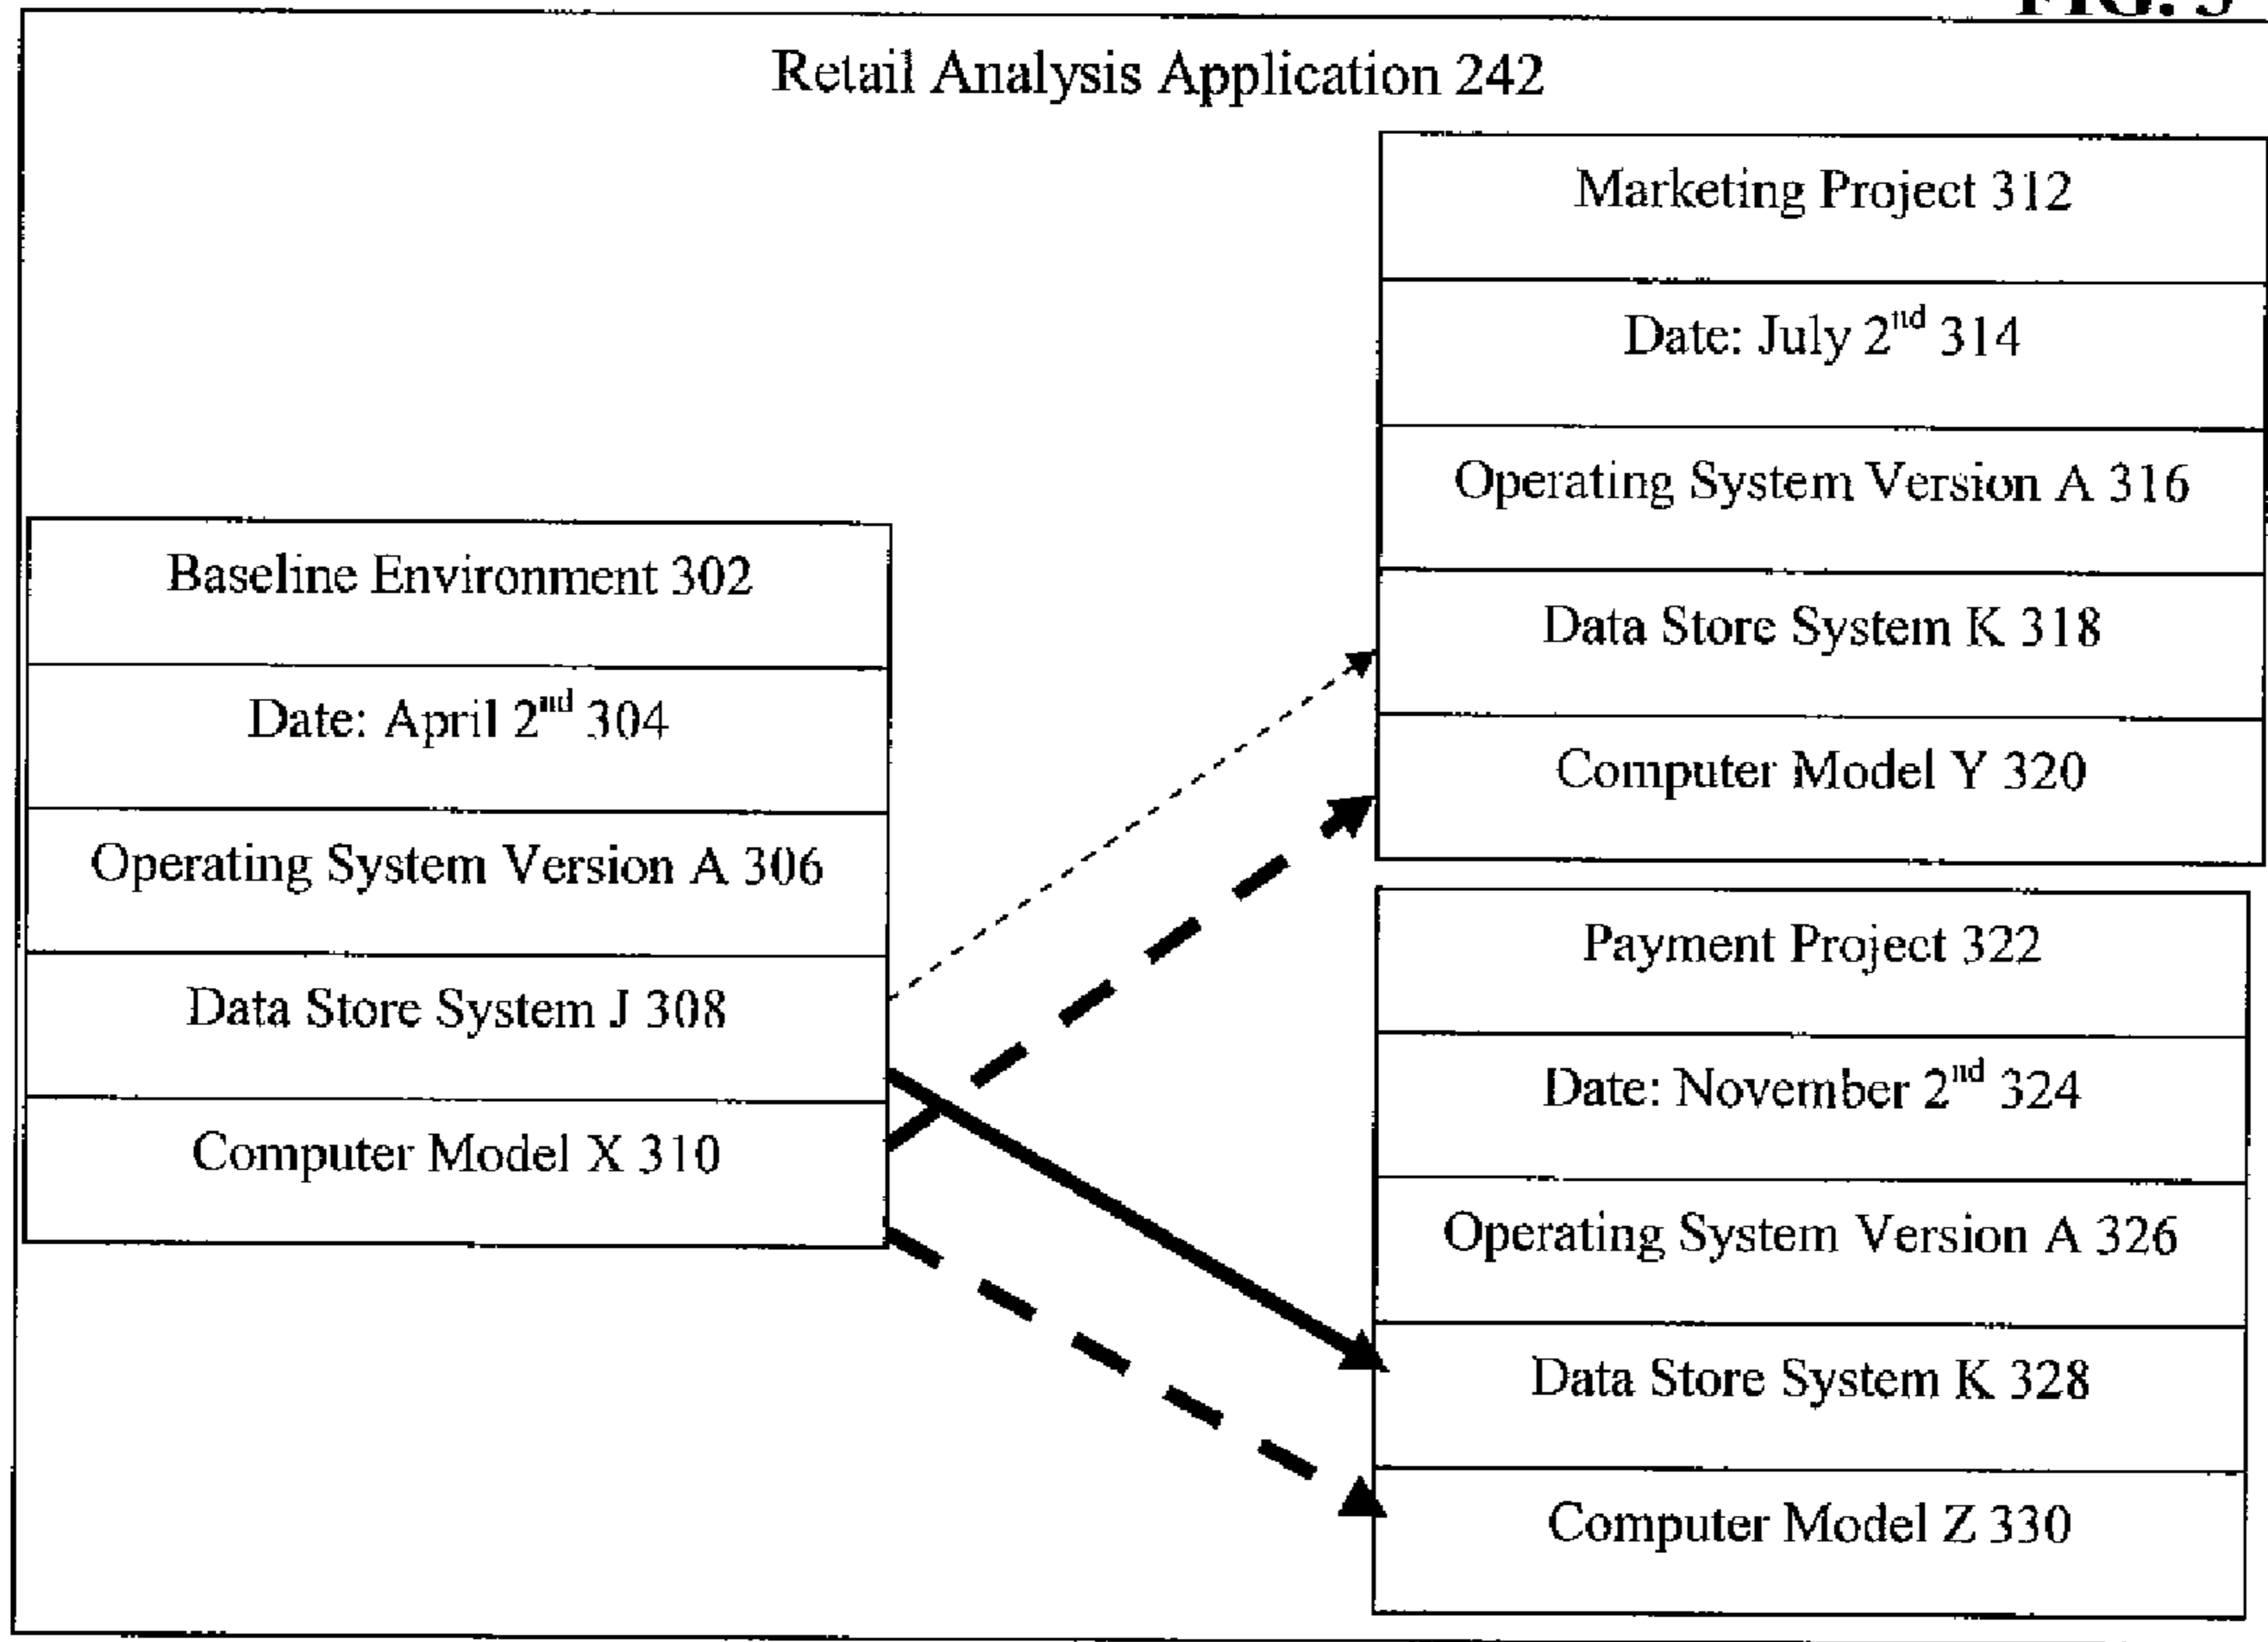 Retail Analysis Application 242
Marketing Project 312
Date: July 2nd 314
Operating System Version A 316
Data Store System K 318
Computer Model Y 320
Baseline Environment 302
Date: April 2nd 304
Operating System Version A 306
Data Store System J 308
Computer Model X 310
Payment Project 322
Date: November 2nd 324
Operating System Version A 326
Data Store System K 328
Computer Model Z 330